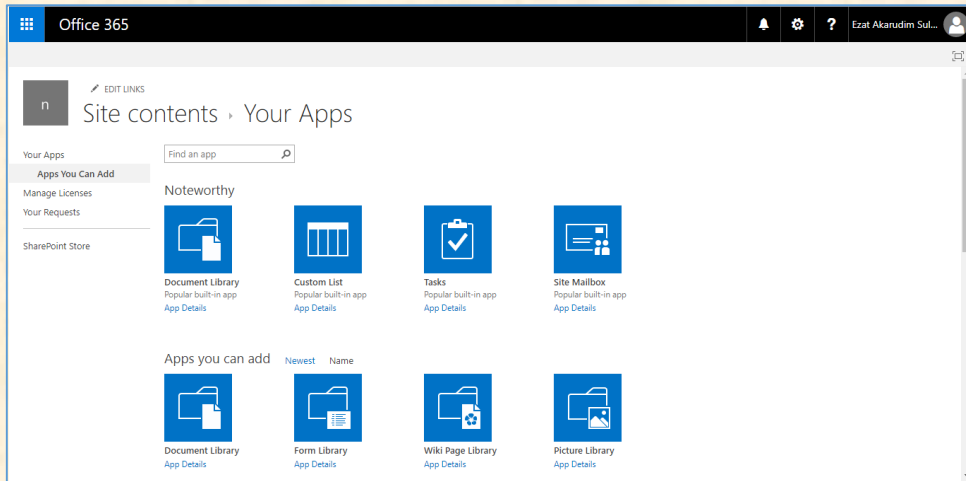 Office 365
? Ezat Akarudim Sul...
n
EDIT LINKS
Site contents Your Apps
Your Apps
Apps You Can Add
Manage Licenses
Your Requests
SharePoint Store
Find an app
Noteworthy
Document Library Custom List Tasks Site Mailbox
Popular built-in app Popular built-in app Popular built-in app Popular built-in app
App Details App Details App Details App Details
Apps you can add Newest Name
Document Library Form Library Wiki Page Library Picture Library
App Details App Details App Details App Details